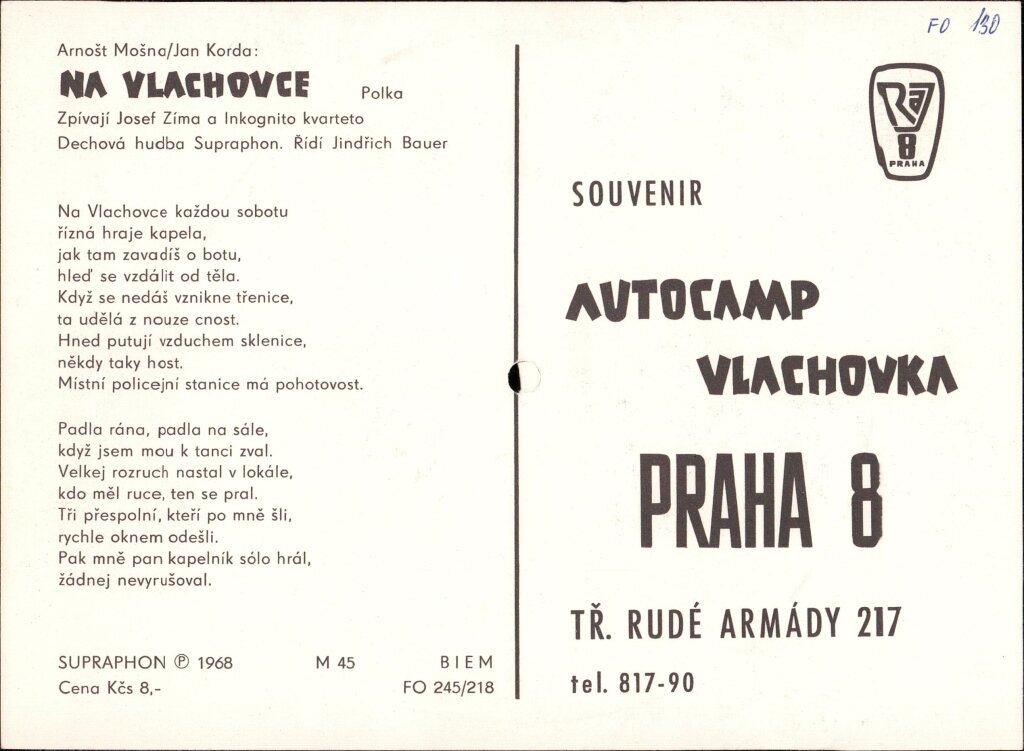 Arnošt Mošna/Jan Korda:
NA VLACHOVCE Polka
Zpívají Josef Zíma a Inkognito kvarteto
Dechová hudba Supraphon. Řídí Jindřich Bauer
Na Vlachovce každou sobotu
řízná hraje kapela,
jak tam zavadíš o botu,
hleď se vzdálit od těla.
Když se nedáš vznikne třenice,
ta udělá z nouze cnost.
Hned putují vzduchem sklenice,
někdy taky host.
Místní policejní stanice má pohotovost.
Padla rána, padla na sále,
když jsem mou k tanci zval.
Velkej rozruch nastal v lokále,
kdo měl ruce, ten se pral.
Tři přespolní, kteří po mně šli,
rychle oknem odešli.
Pak mně pan kapelník sólo hrál,
žádnej nevyrušoval.
SUPRAPHON Ⓟ 1968 M 45 BIEM
Cena Kčs 8,- FO 245/218
FO 130
RaJ
8
PRAHA
SOUVENIR
AUTOCAMP
VLACHOVKA
PRAHA 8
TŘ. RUDÉ ARMÁDY 217
tel. 817-90